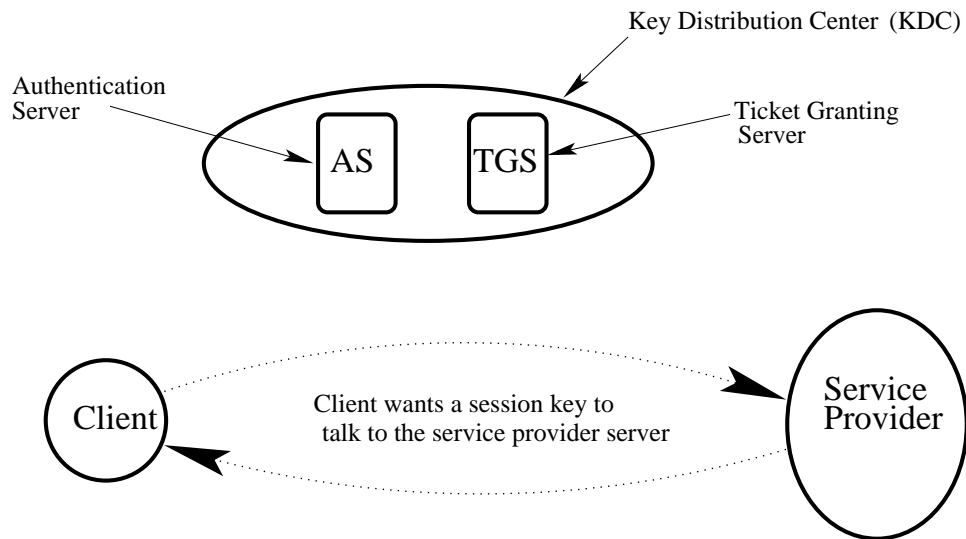 Key Distribution Center (KDC)
Authentication
Server
Ticket Granting
Server
AS
TGS
Client
Client wants a session key to
talk to the service provider server
Service
Provider